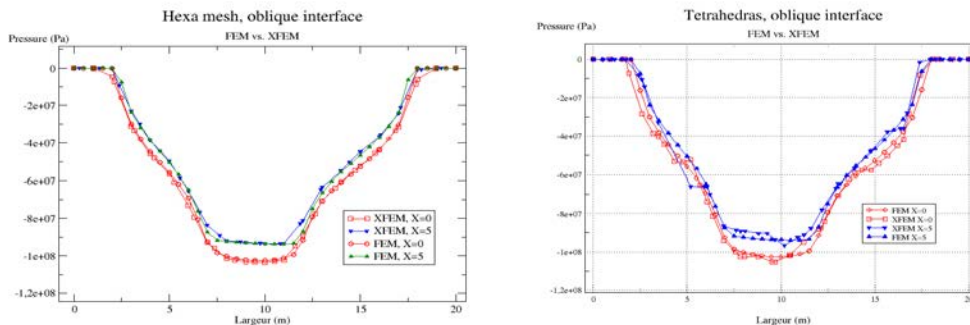 Hexa mesh, oblique interface
Pressure (Pa)
FEM vs. XFEM
0
-2e+07
-4e+07
-6e+07
-8e+07
-1e+08
-1,2e+08
XFEM, X=0
XFEM, X=5
FEM, X=0
FEM, X=5
0
5
10
15
20
Largeur (m)
Tetrahedras, oblique interface
Pressure (Pa)
FEM vs. XFEM
0
-2e+07
-4e+07
-6e+07
-8e+07
-1e+08
-1,2e+08
FEM X=0
XFEM X=0
XFEM X=5
FEM X=5
0
5
10
15
20
Largeur (m)